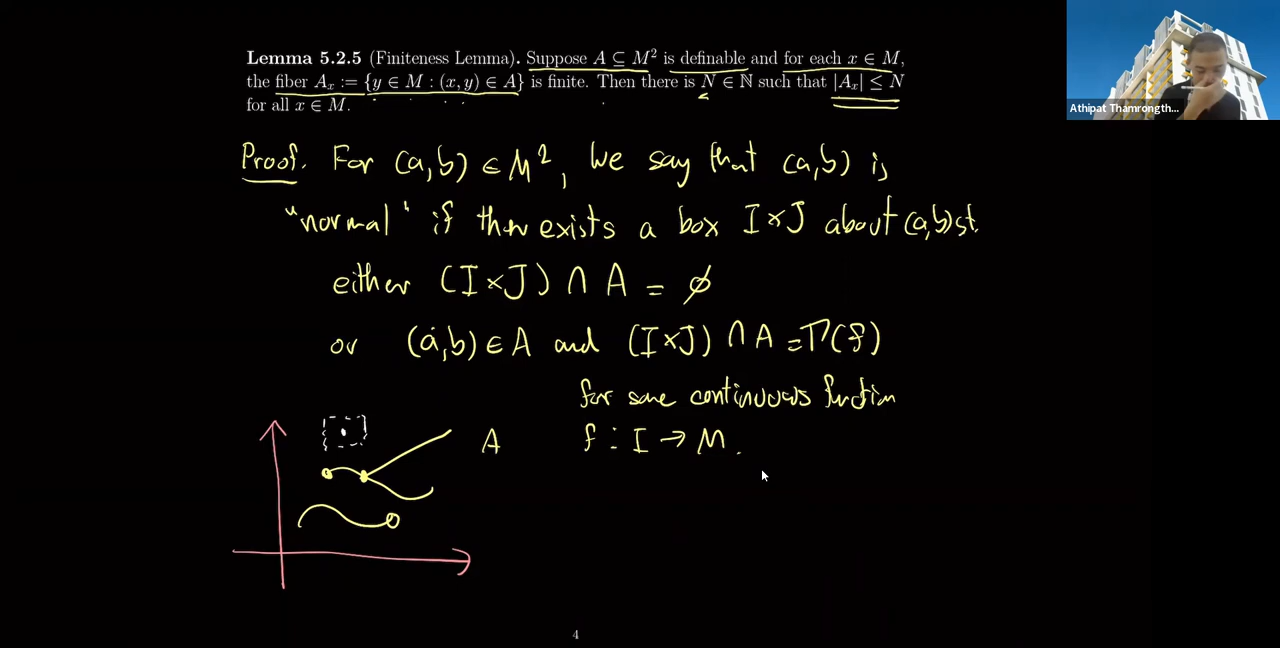 Lemma 5.2.5 (Finiteness Lemma). Suppose A ⊆ M² is definable and for each x ∈ M,
the fiber Aₓ := {y ∈ M : (x, y) ∈ A} is finite. Then there is N ∈ ℕ such that |Aₓ| ≤ N
for all x ∈ M.
Athipat Thamrongth...
Proof. For (a,b) ∈ M², We say that (a,b) is
"normal" if there exists a box I×J about (a,b) st.
either (I×J) ∩ A = ∅
or (a,b) ∈ A and (I×J) ∩ A = Γ(f)
for some continuous function
f : I → M.
A
4